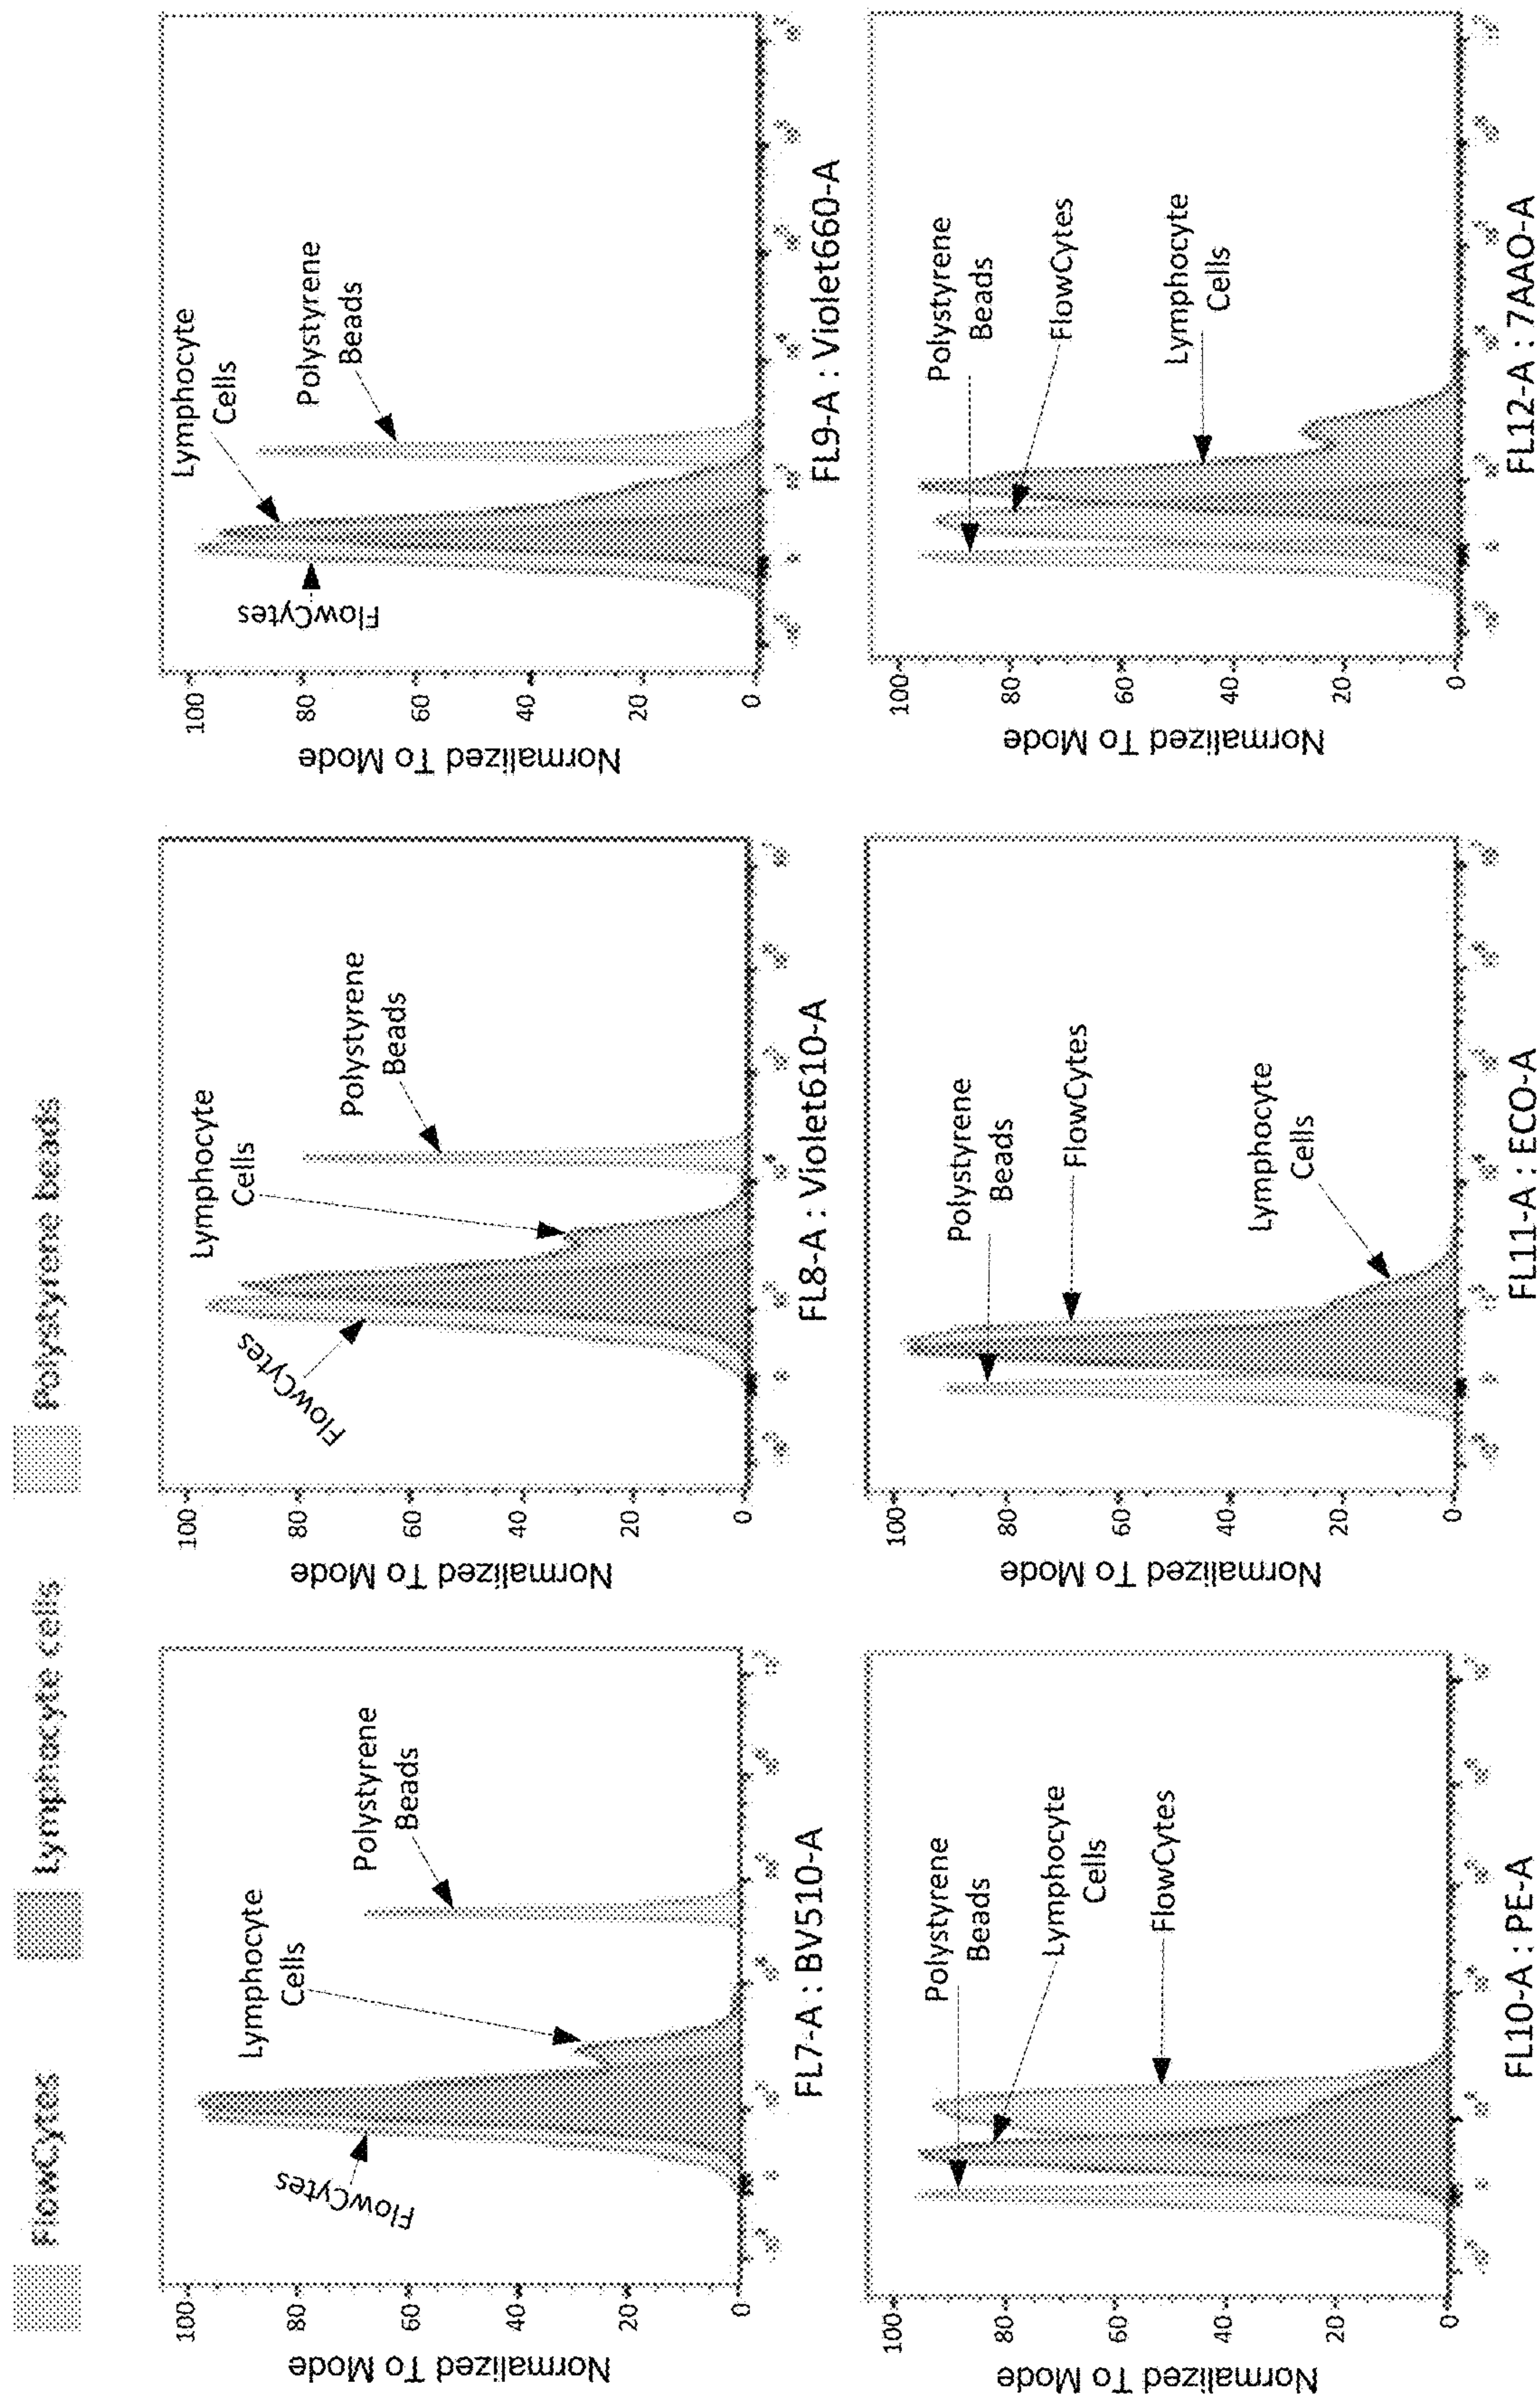 FlowCytes
Lymphocyte cells
Polystyrene beads
Normalized To Mode
100
80
60
40
20
0
FlowCytes
Lymphocyte
Cells
Polystyrene
Beads
FL7-A : BV510-A
Normalized To Mode
100
80
60
40
20
0
FlowCytes
Lymphocyte
Cells
Polystyrene
Beads
FL8-A : Violet610-A
Normalized To Mode
100
80
60
40
20
0
FlowCytes
Lymphocyte
Cells
Polystyrene
Beads
FL9-A : Violet660-A
Normalized To Mode
100
80
60
40
20
0
Polystyrene
Beads
Lymphocyte
Cells
FlowCytes
FL10-A : PE-A
Normalized To Mode
100
80
60
40
20
0
Polystyrene
Beads
FlowCytes
Lymphocyte
Cells
FL11-A : ECO-A
Normalized To Mode
100
80
60
40
20
0
Polystyrene
Beads
FlowCytes
Lymphocyte
Cells
FL12-A : 7AAO-A